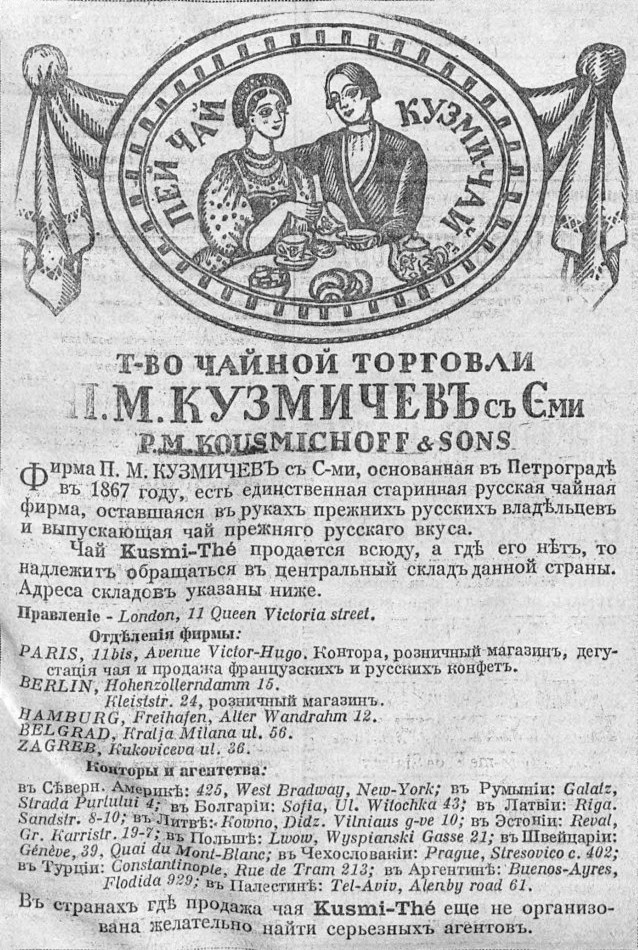 ПЕЙ ЧАЙ КУЗМИ-ЧАЙ
Т-ВО ЧАЙНОЙ ТОРГОВЛИ
П.М.КУЗМИЧЕВЪ съ Сми
P.M.KOUSMICHOFF & SONS
Фирма П. М. КУЗМИЧЕВЪ съ С-ми, основанная въ Петроградѣ
въ 1867 году, есть единственная старинная русская чайная
фирма, оставшаяся въ руках прежних русских владѣльцевъ
и выпускающая чай прежняго русскаго вкуса.
Чай Kusmi-Thé продается всюду, а гдѣ его нѣтъ, то
надлежитъ обращаться въ центральный складъ данной страны.
Адреса складовъ указаны ниже.
Правленіе - London, 11 Queen Victoria street.
Отдѣленія фирмы:
PARIS, 11bis, Avenue Victor-Hugo. Контора, розничный магазинъ, дегу-
стація чая и продажа французских и русских конфетъ.
BERLIN, Hohenzollerndamm 15.
Kleiststr. 24, розничный магазинъ.
HAMBURG, Freihafen, Alter Wandrahm 12.
BELGRAD, Kralja Milana ul. 56.
ZAGREB, Kukoviceva ul. 36.
Конторы и агентства:
въ Сѣверн. Америкѣ: 425, West Bradway, New-York; въ Румыніи: Galatz,
Strada Portului 4; въ Болгаріи: Sofia, Ul. Witochka 43; въ Латвіи: Riga.
Sandstr. 8-10; въ Литвѣ: Kowno, Didz. Vilniaus g-ve 10; въ Эстоніи: Reval,
Gr. Karristr. 19-7; въ Польшѣ: Lwow, Wyspianski Gasse 21; въ Швейцаріи:
Génève, 39, Quai du Mont-Blanc; въ Чехословакіи: Prague, Stresovico c. 402;
въ Турціи: Constantinople, Rue de Tram 213; въ Аргентинѣ: Buenos-Ayres,
Flodida 929; въ Палестинѣ: Tel-Aviv, Alenby road 61.
Въ странах гдѣ продажа чая Kusmi-Thé еще не организо-
вана желательно найти серьезных агентовъ.